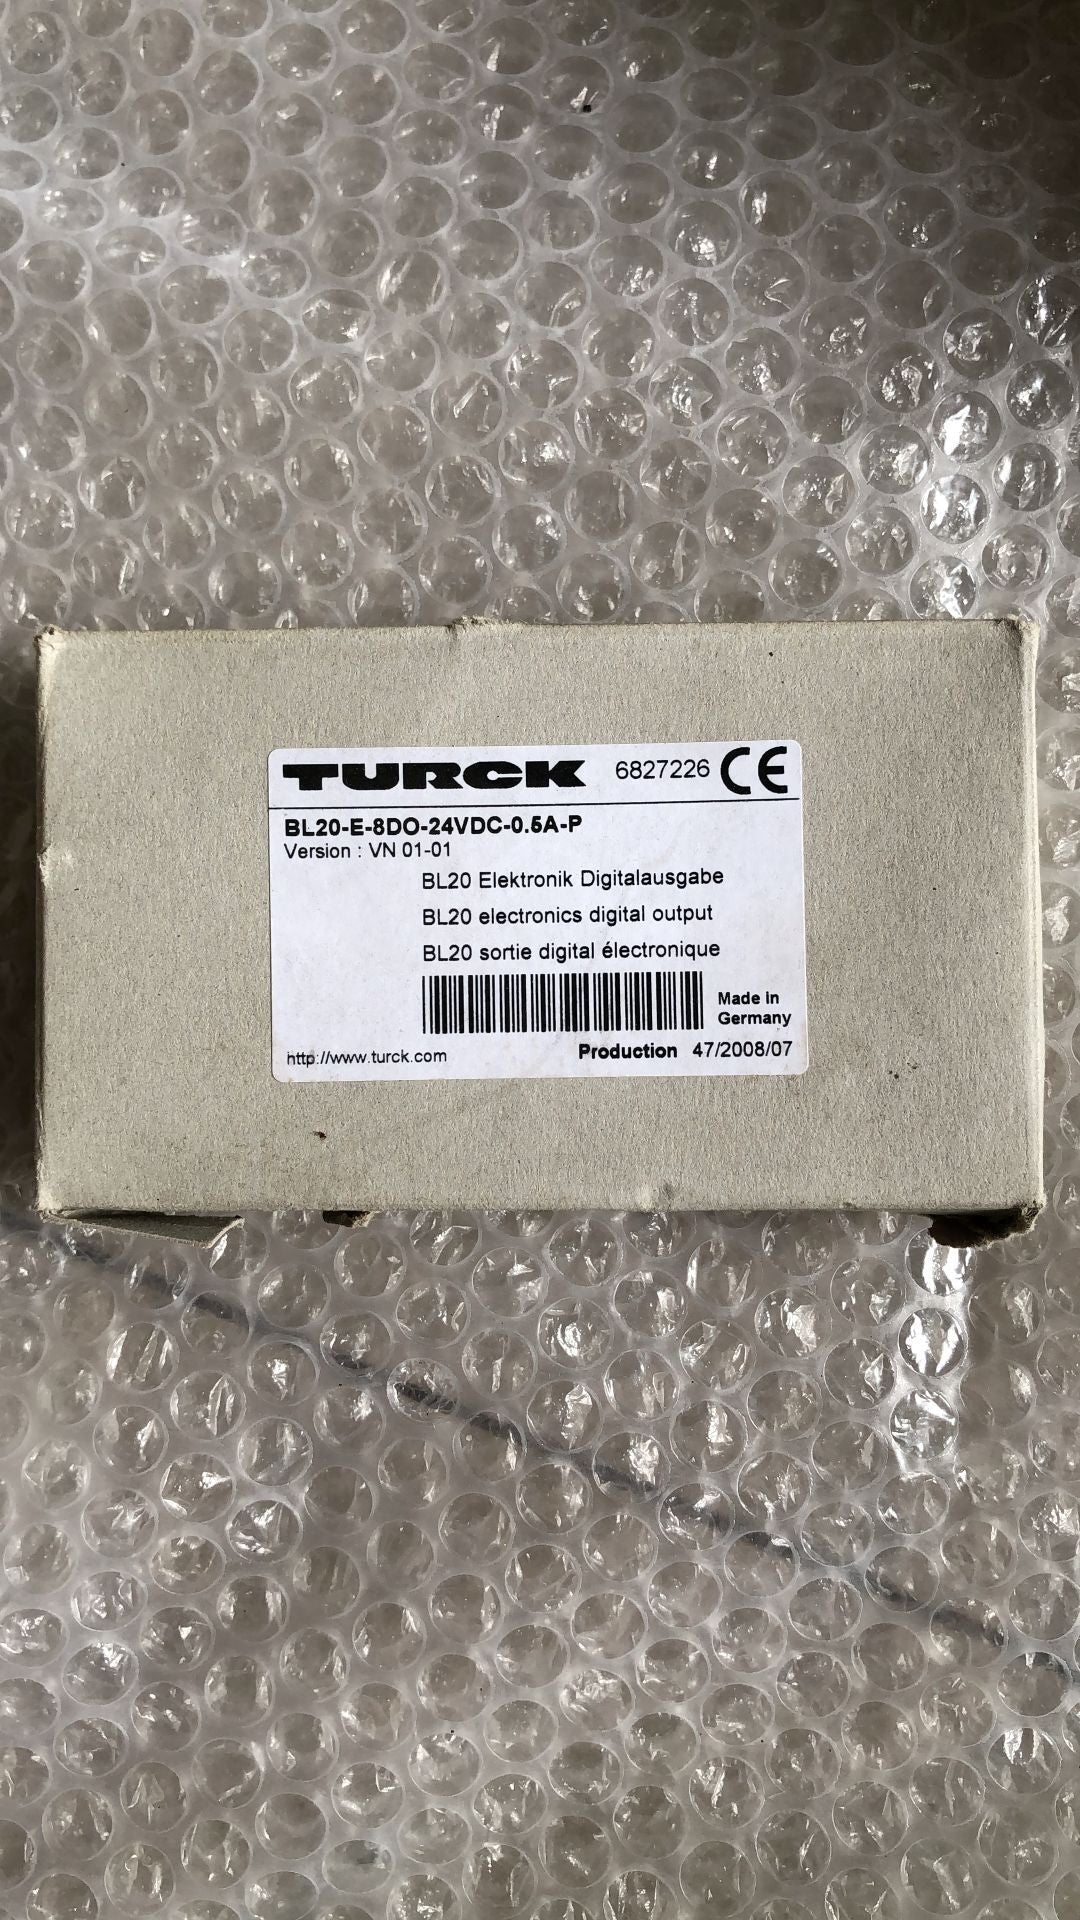 TURCK 6827226 CE
BL20-E-8DO-24VDC-0.5A-P
Version : VN 01-01
BL20 Elektronik Digitalausgabe
BL20 electronics digital output
BL20 sortie digital électronique
Made in
Germany
http://www.turck.com Production 47/2008/07